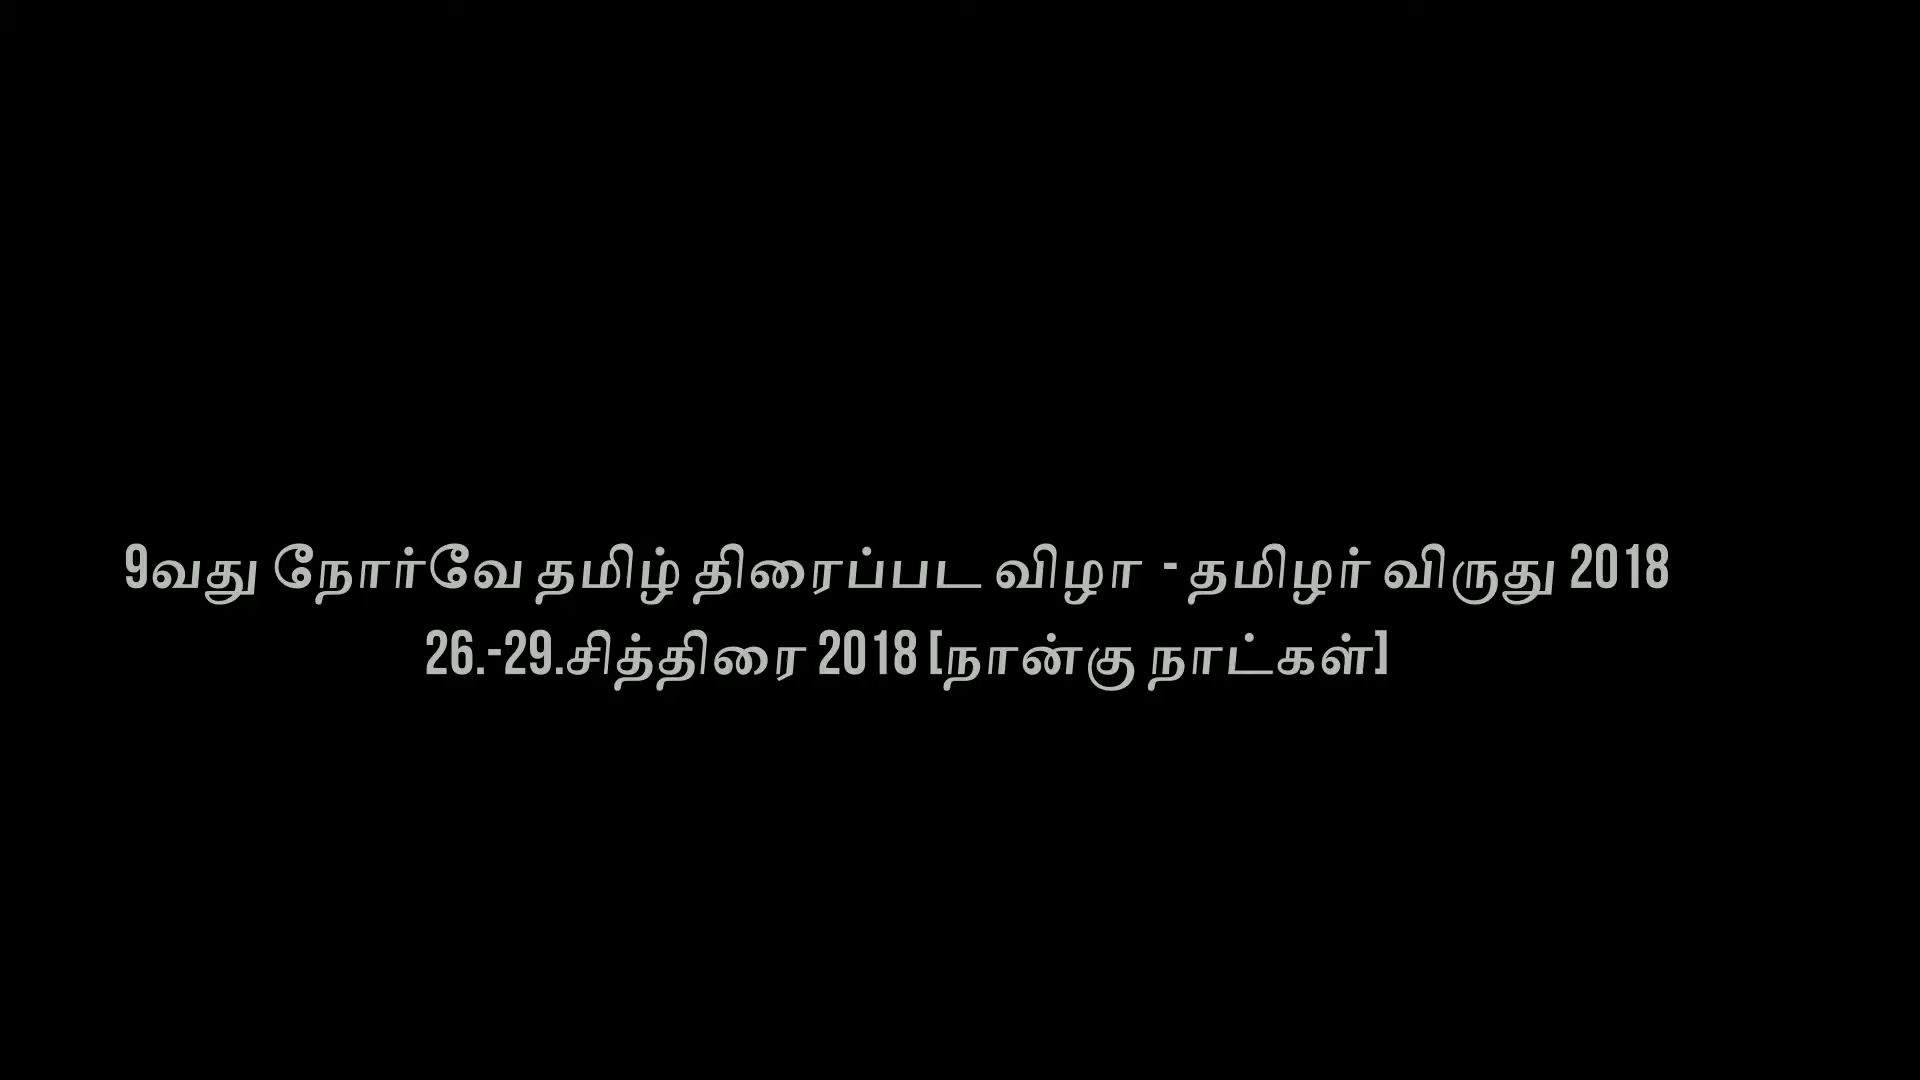 9வது நோர்வே தமிழ் திரைப்பட விழா - தமிழர் விருது 2018
26.-29.சித்திரை 2018 [நான்கு நாட்கள்]